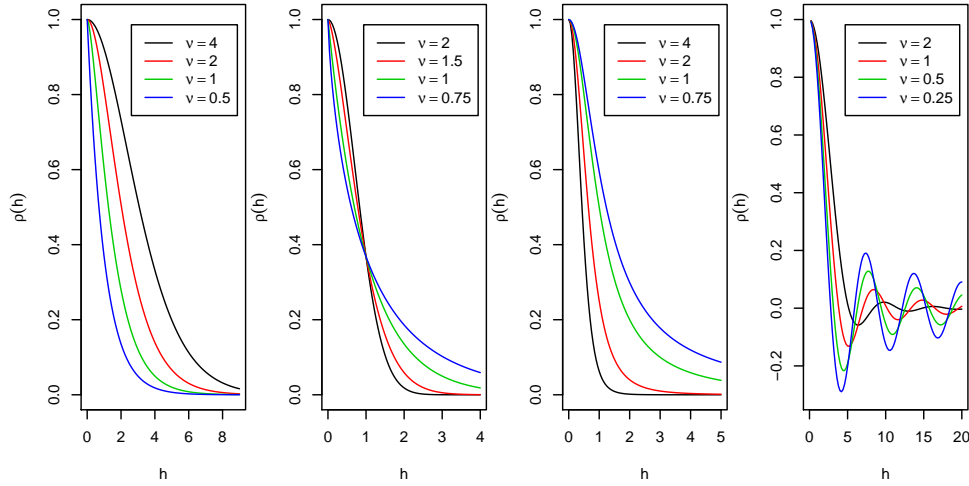 ν = 4
ν = 2
ν = 1
ν = 0.5
ρ(h)
0.0 0.2 0.4 0.6 0.8 1.0
0 2 4 6 8
h
ν = 2
ν = 1.5
ν = 1
ν = 0.75
ρ(h)
0.0 0.2 0.4 0.6 0.8 1.0
0 1 2 3 4
h
ν = 4
ν = 2
ν = 1
ν = 0.75
ρ(h)
0.0 0.2 0.4 0.6 0.8 1.0
0 1 2 3 4 5
h
ν = 2
ν = 1
ν = 0.5
ν = 0.25
ρ(h)
−0.2 0.0 0.2 0.4 0.6 0.8 1.0
0 5 10 15 20
h